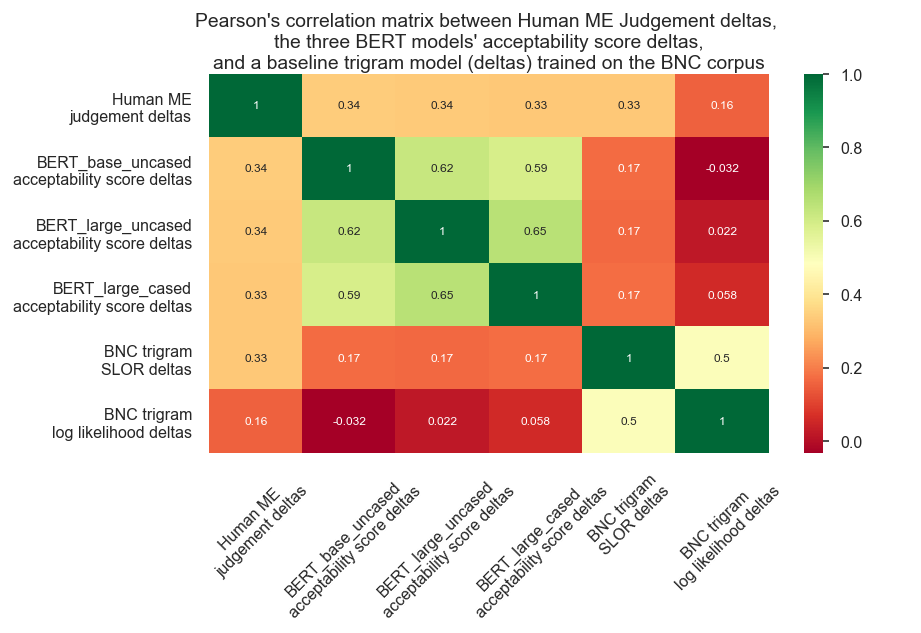 Pearson's correlation matrix between Human ME Judgement deltas,
the three BERT models' acceptability score deltas,
and a baseline trigram model (deltas) trained on the BNC corpus
Human ME
judgement deltas
1 0.34 0.34 0.33 0.33 0.16
BERT_base_uncased
acceptability score deltas
0.34 1 0.62 0.59 0.17 -0.032
BERT_large_uncased
acceptability score deltas
0.34 0.62 1 0.65 0.17 0.022
BERT_large_cased
acceptability score deltas
0.33 0.59 0.65 1 0.17 0.058
BNC trigram
SLOR deltas
0.33 0.17 0.17 0.17 1 0.5
BNC trigram
log likelihood deltas
0.16 -0.032 0.022 0.058 0.5 1
Human ME
judgement deltas
BERT_base_uncased
acceptability score deltas
BERT_large_uncased
acceptability score deltas
BERT_large_cased
acceptability score deltas
BNC trigram
SLOR deltas
BNC trigram
log likelihood deltas
1.0
0.8
0.6
0.4
0.2
0.0